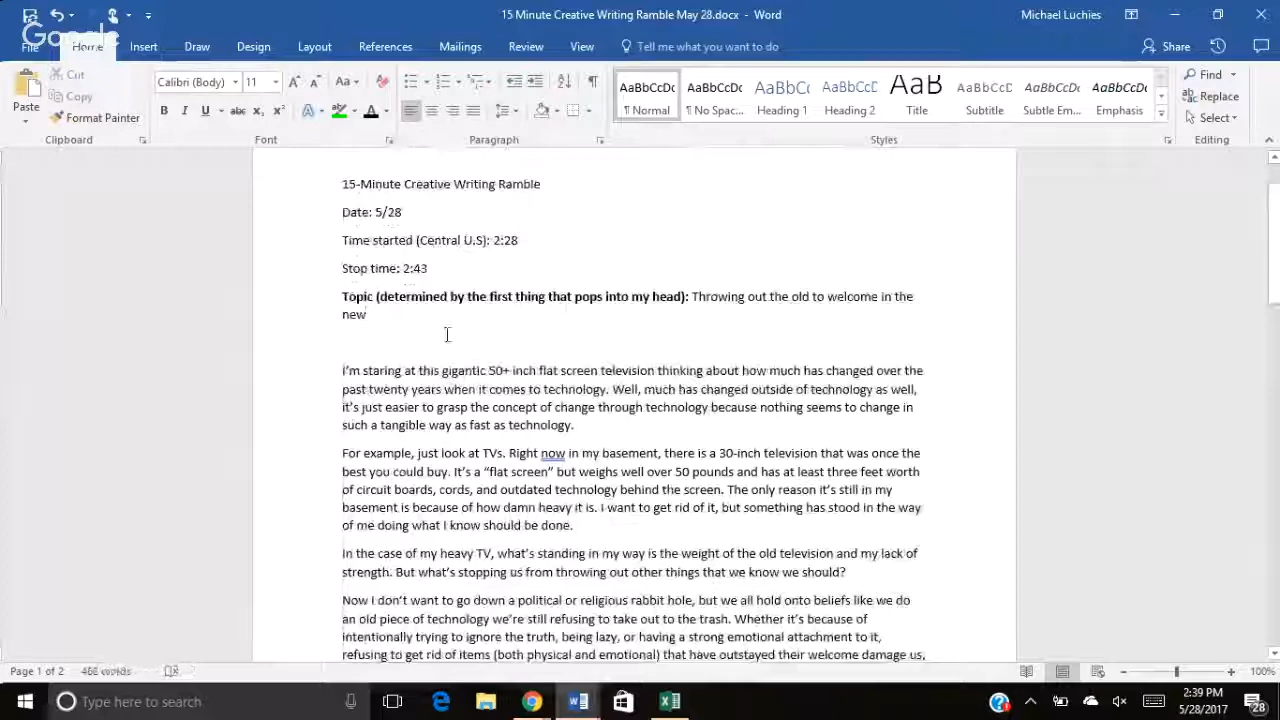 15 Minute Creative Writing Ramble May 28.docx - Word
Michael Luchies
Google
File Home Insert Draw Design Layout References Mailings Review View Tell me what you want to do Share
Paste
Cut
Copy
Format Painter
Clipboard
Calibri (Body) 11
Font
Paragraph
AaBbCcDc AaBbCcDc AaBbCc AaBbCcD AaB AaBbCcD AaBbCcDc AaBbCcDc
¶ Normal ¶ No Spac... Heading 1 Heading 2 Title Subtitle Subtle Em... Emphasis
Styles
Find
Replace
Select
Editing
15-Minute Creative Writing Ramble
Date: 5/28
Time started (Central U.S): 2:28
Stop time: 2:43
Topic (determined by the first thing that pops into my head): Throwing out the old to welcome in the
new
I'm staring at this gigantic 50+ inch flat screen television thinking about how much has changed over the
past twenty years when it comes to technology. Well, much has changed outside of technology as well,
it's just easier to grasp the concept of change through technology because nothing seems to change in
such a tangible way as fast as technology.
For example, just look at TVs. Right now in my basement, there is a 30-inch television that was once the
best you could buy. It's a "flat screen" but weighs well over 50 pounds and has at least three feet worth
of circuit boards, cords, and outdated technology behind the screen. The only reason it's still in my
basement is because of how damn heavy it is. I want to get rid of it, but something has stood in the way
of me doing what I know should be done.
In the case of my heavy TV, what's standing in my way is the weight of the old television and my lack of
strength. But what's stopping us from throwing out other things that we know we should?
Now I don't want to go down a political or religious rabbit hole, but we all hold onto beliefs like we do
an old piece of technology we're still refusing to take out to the trash. Whether it's because of
intentionally trying to ignore the truth, being lazy, or having a strong emotional attachment to it,
refusing to get rid of items (both physical and emotional) that have outstayed their welcome damage us,
Page 1 of 2 words
100%
Type here to search
2:39 PM
5/28/2017
28